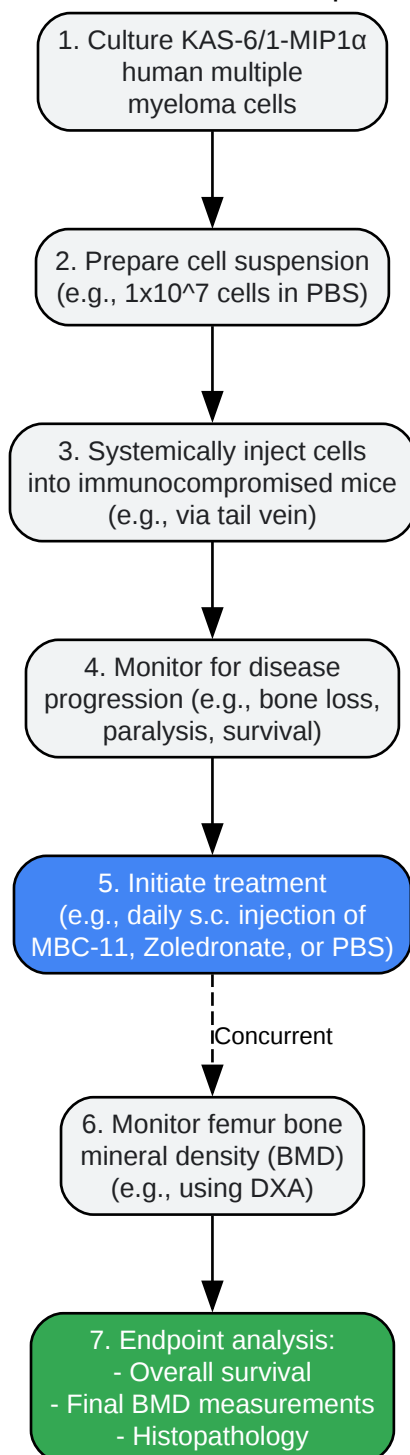 1. Culture KAS-6/1-MIP1α
human multiple
myeloma cells
2. Prepare cell suspension
(e.g., 1x10^7 cells in PBS)
3. Systemically inject cells
into immunocompromised mice
(e.g., via tail vein)
4. Monitor for disease
progression (e.g., bone loss,
paralysis, survival)
5. Initiate treatment
(e.g., daily s.c. injection of
MBC-11, Zoledronate, or PBS)
Concurrent
6. Monitor femur bone
mineral density (BMD)
(e.g., using DXA)
7. Endpoint analysis:
- Overall survival
- Final BMD measurements
- Histopathology